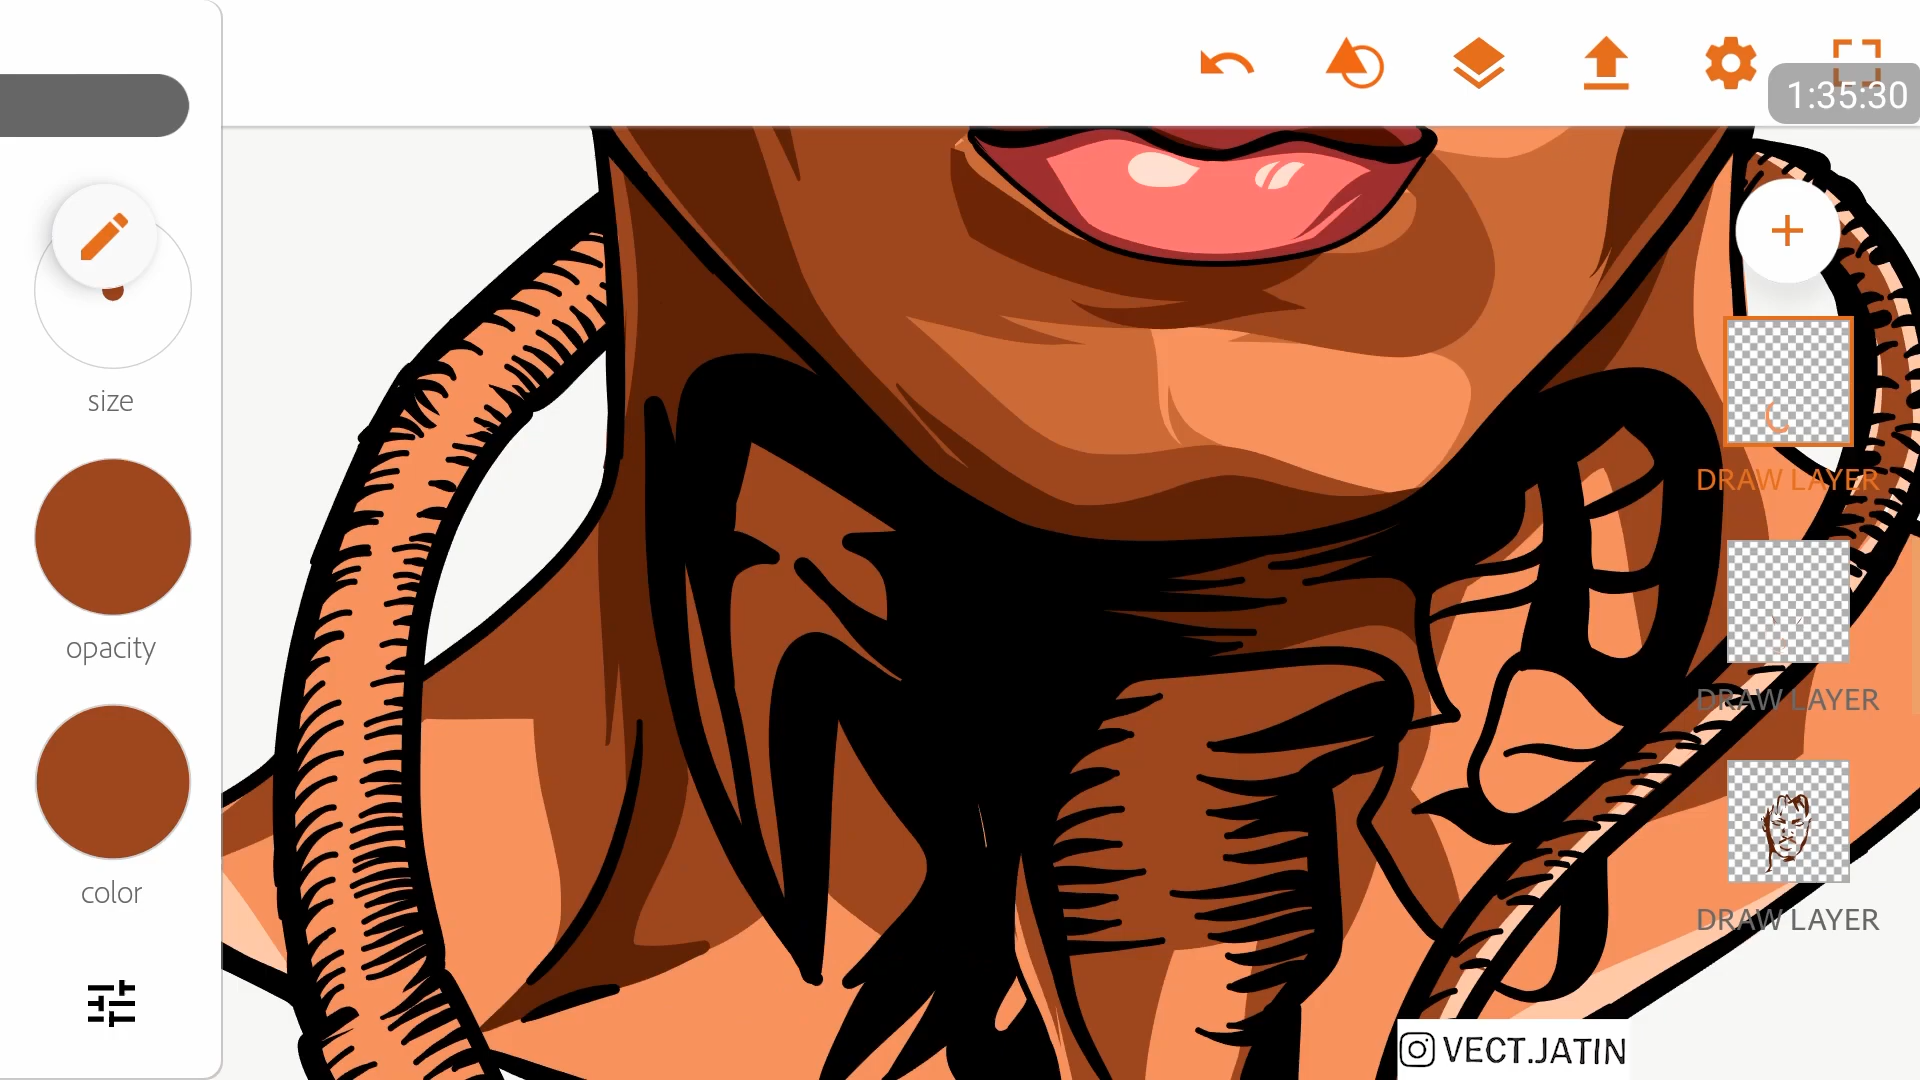 1:35:30
size
opacity
color
DRAW LAYER
DRAW LAYER
DRAW LAYER
VECT.JATIN